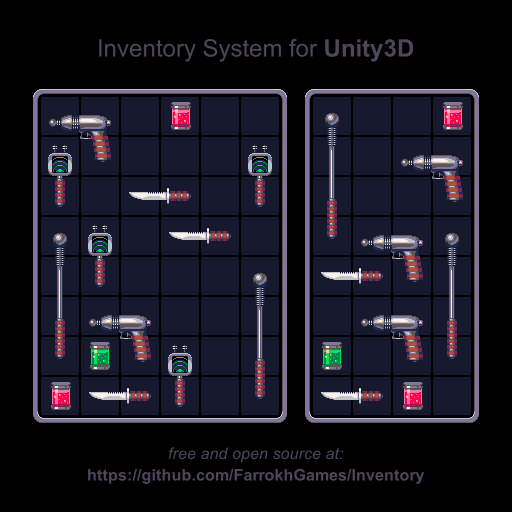 Inventory System for Unity3D
free and open source at:
https://github.com/FarrokhGames/Inventory